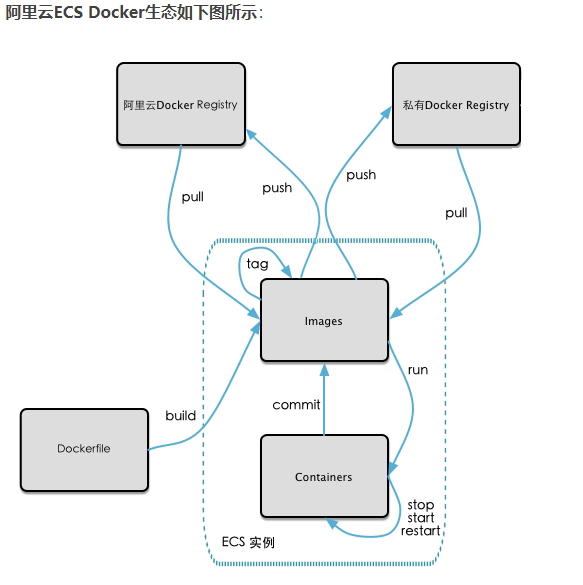 阿里云ECS Docker生态如下图所示：
阿里云Docker Registry
私有Docker Registry
pull
push
push
pull
tag
Images
run
commit
build
Dockerfile
Containers
stop
start
restart
ECS 实例